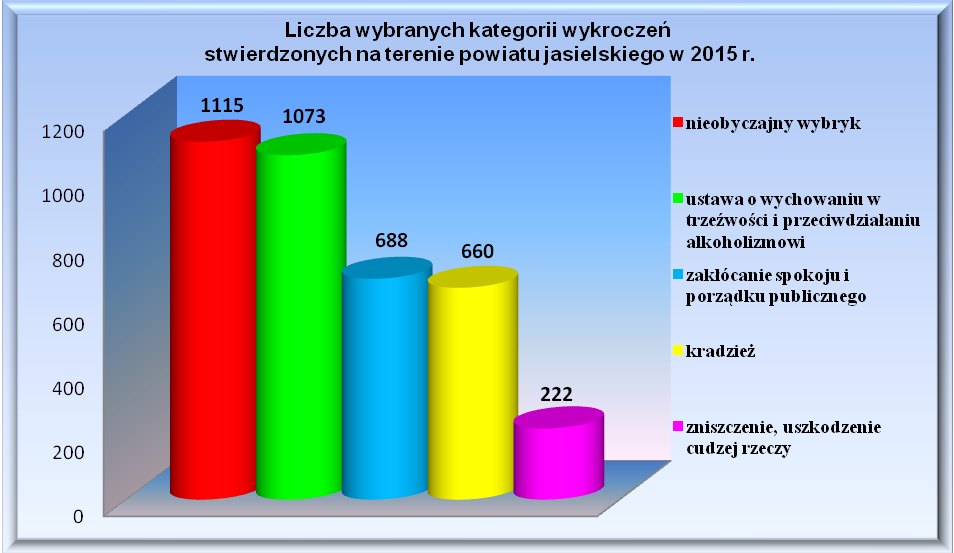 Liczba wybranych kategorii wykroczeń
stwierdzonych na terenie powiatu jasielskiego w 2015 r.
1200
1000
800
600
400
200
0
1115
1073
688
660
222
nieobyczajny wybryk
ustawa o wychowaniu w
trzeźwości i przeciwdziałaniu
alkoholizmowi
zakłócanie spokoju i
porządku publicznego
kradzież
zniszczenie, uszkodzenie
cudzej rzeczy